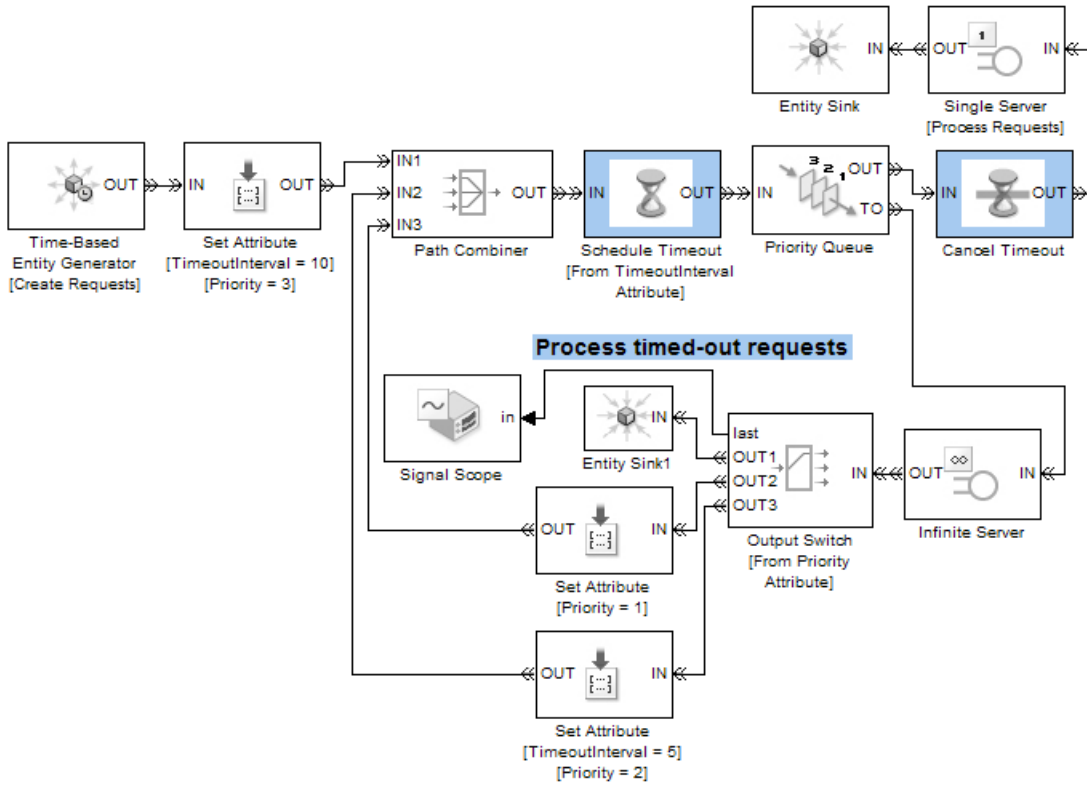 IN
OUT
1
IN
Entity Sink
Single Server
[Process Requests]
OUT
IN
OUT
IN1
IN2
IN3
OUT
IN
OUT
IN
3
2
1
OUT
TO
IN
OUT
Time-Based
Entity Generator
[Create Requests]
Set Attribute
[TimeoutInterval = 10]
[Priority = 3]
Path Combiner
Schedule Timeout
[From TimeoutInterval
Attribute]
Priority Queue
Cancel Timeout
Process timed-out requests
in
Signal Scope
IN
Entity Sink1
last
OUT1
OUT2
OUT3
IN
Output Switch
[From Priority
Attribute]
OUT
IN
Infinite Server
OUT
IN
Set Attribute
[Priority = 1]
OUT
IN
Set Attribute
[TimeoutInterval = 5]
[Priority = 2]